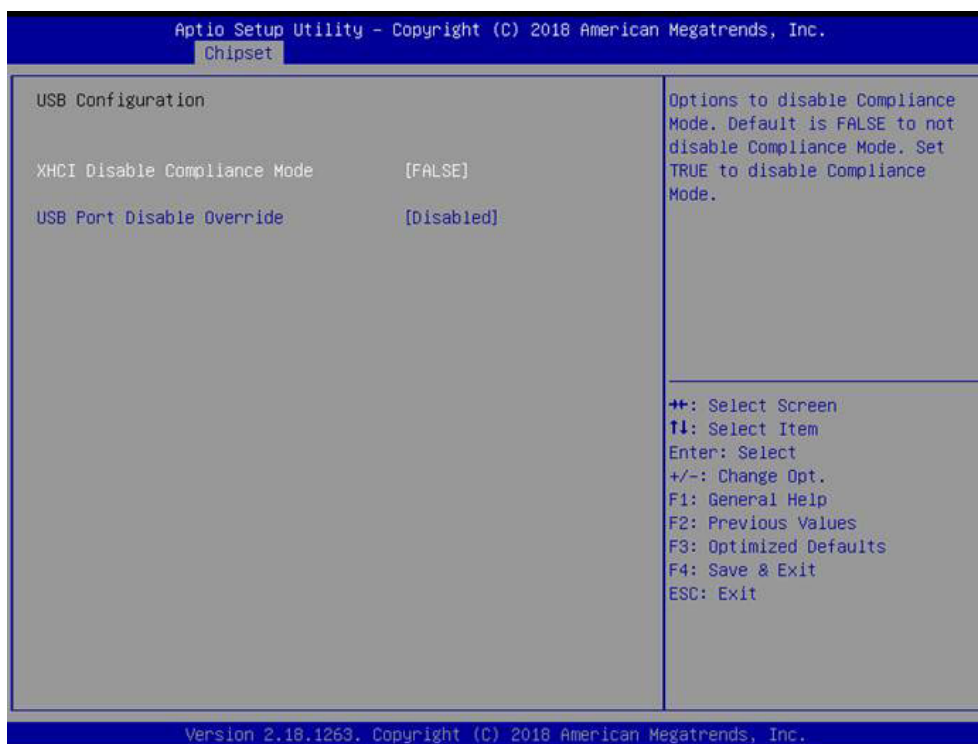 Aptio Setup Utility – Copyright (C) 2018 American Megatrends, Inc.
Chipset
USB Configuration
XHCI Disable Compliance Mode [FALSE]
USB Port Disable Override [Disabled]
Options to disable Compliance
Mode. Default is FALSE to not
disable Compliance Mode. Set
TRUE to disable Compliance
Mode.
→←: Select Screen
↑↓: Select Item
Enter: Select
+/-: Change Opt.
F1: General Help
F2: Previous Values
F3: Optimized Defaults
F4: Save & Exit
ESC: Exit
Version 2.18.1263. Copyright (C) 2018 American Megatrends, Inc.